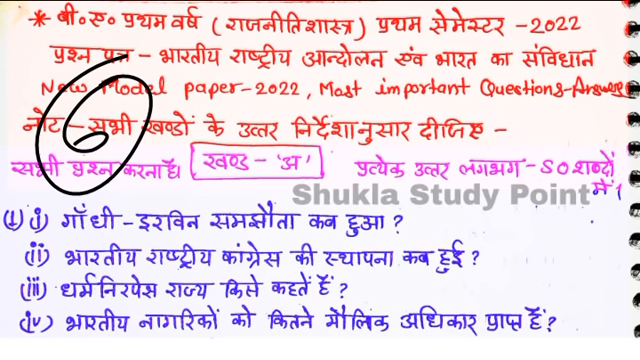 * बी०ए० प्रथम वर्ष ( राजनीतिशास्त्र ) प्रथम सेमेस्टर - 2022
प्रश्न पत्र - भारतीय राष्ट्रीय आन्दोलन एंव भारत का संविधान
New Model paper - 2022, Most important Questions-Answer
नोट - सभी खण्डों के उत्तर निर्देशानुसार दीजिए -
सभी प्रश्न करना है। खण्ड - 'अ' प्रत्येक उत्तर लगभग - 50 शब्दों में।
Shukla Study Point
(1) (i) गाँधी - इरविन समझौता कब हुआ ?
(ii) भारतीय राष्ट्रीय कांग्रेस की स्थापना कब हुई ?
(iii) धर्मनिरपेक्ष राज्य किसे कहतें हैं ?
(iv) भारतीय नागरिकों को कितने मौलिक अधिकार प्राप्त हैं ?